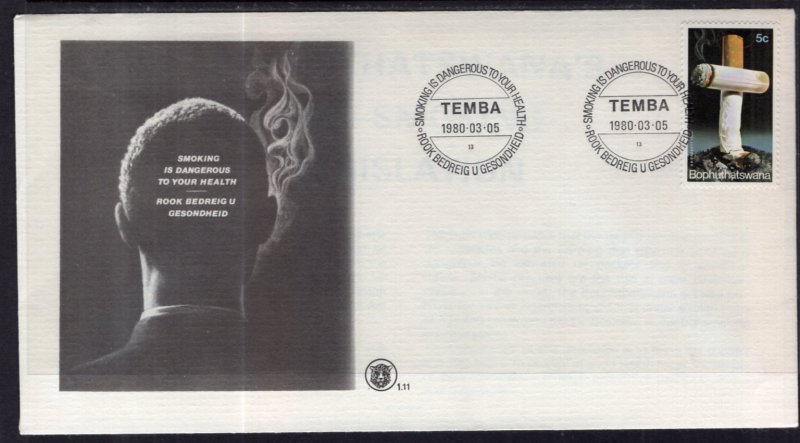 SMOKING
IS DANGEROUS
TO YOUR HEALTH
ROOK BEDREIG U
GESONDHEID
SMOKING IS DANGEROUS TO YOUR HEALTH
TEMBA
1980-03-05
13
ROOK BEDREIG U GESONDHEID
SMOKING IS DANGEROUS TO YOUR HEALTH
TEMBA
1980-03-05
13
ROOK BEDREIG U GESONDHEID
5c
Bophuthatswana
1.11